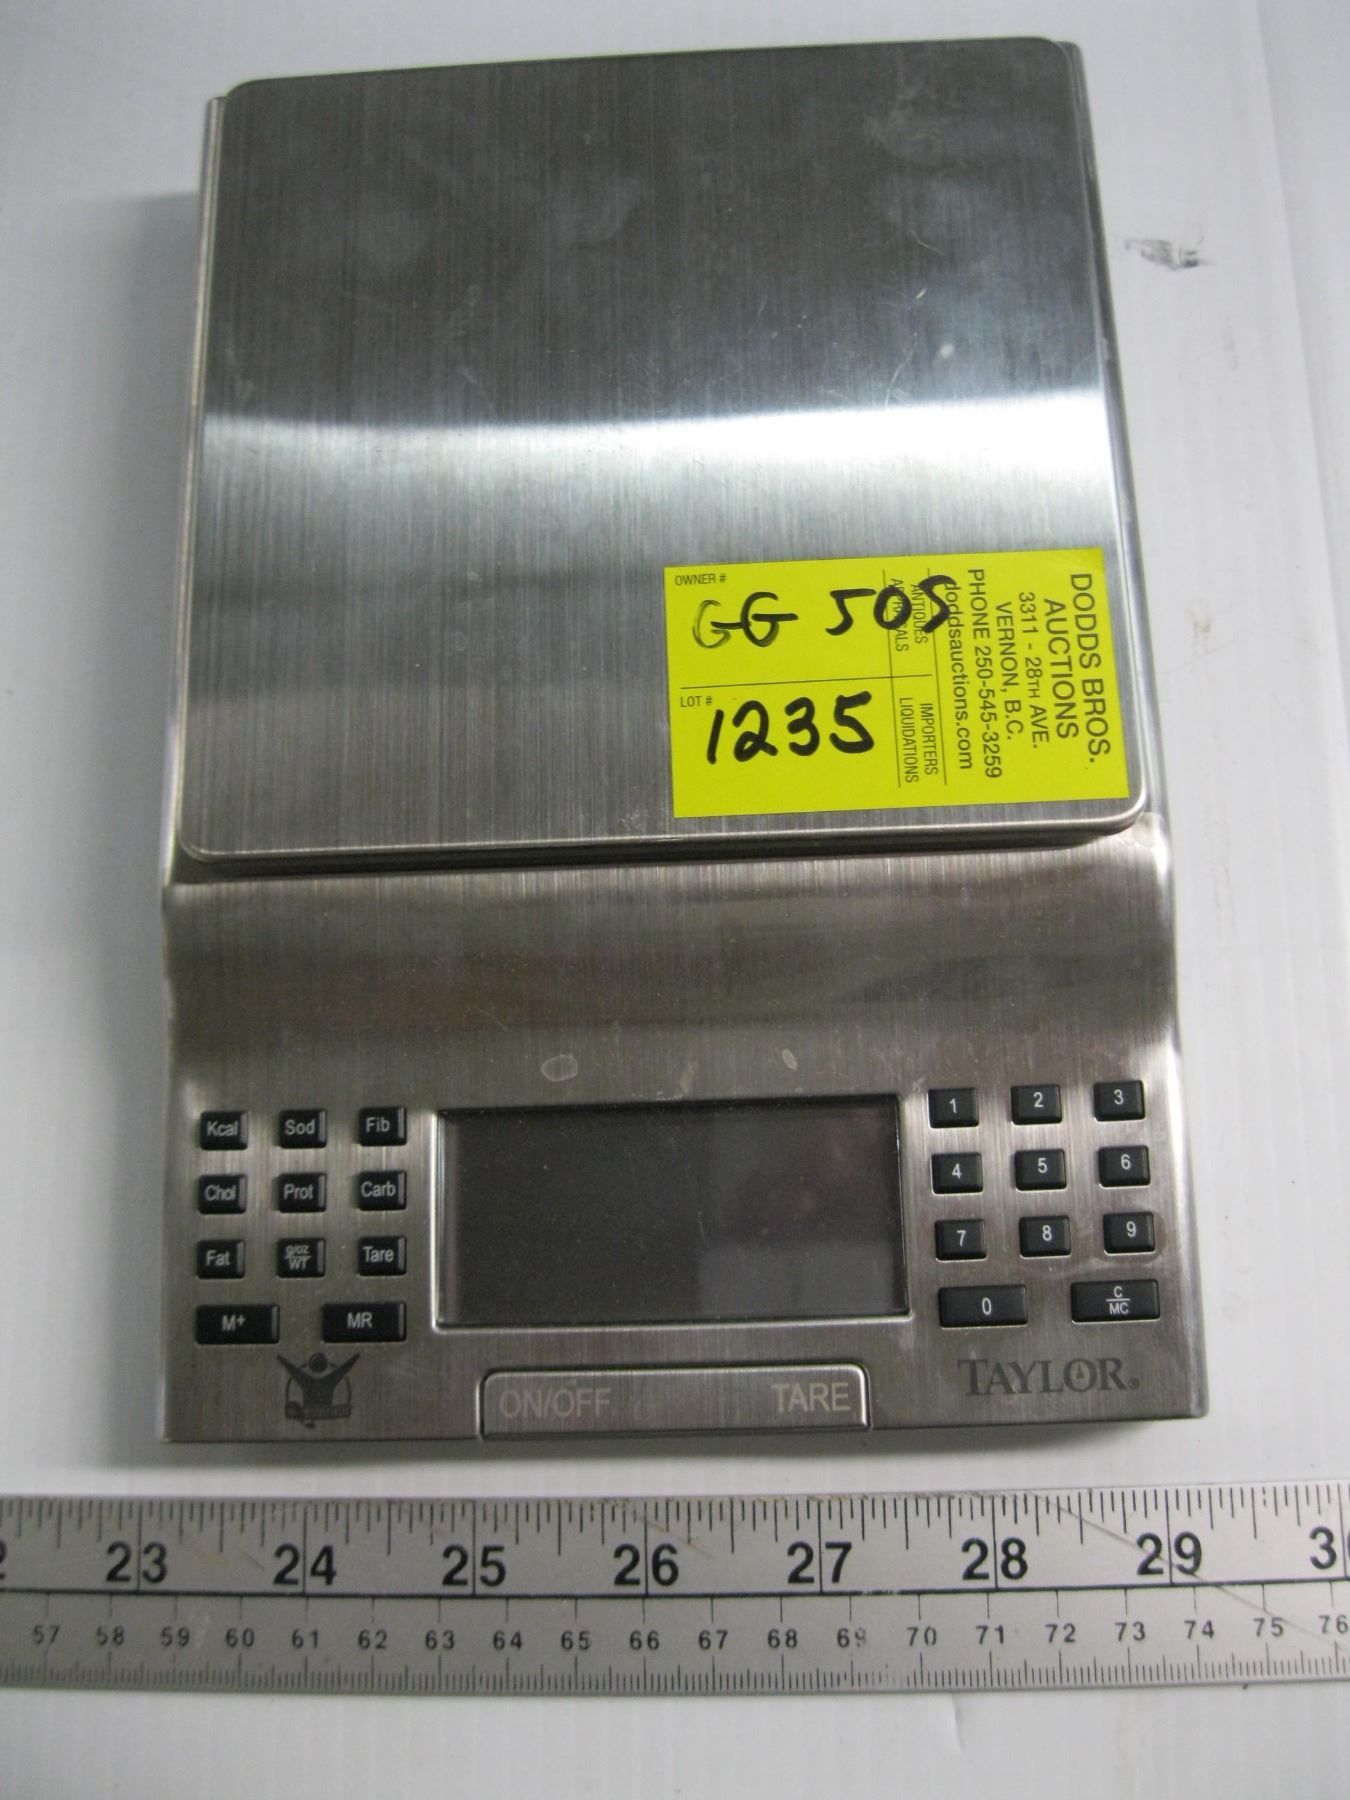 OWNER #
GG 50S
LOT #
1235
DODDS BROS.
AUCTIONS
3311 - 28TH AVE.
VERNON, B.C.
PHONE 250-545-3259
doddsauctions.com
ANTIQUES
IMPORTERS
APPRAISALS
LIQUIDATIONS
Kcal Sod Fib
Chol Prot Carb
Fat g/oz WT Tare
M+ MR
1 2 3
4 5 6
7 8 9
0 C MC
ON/OFF TARE
TAYLOR.
23 24 25 26 27 28 29
57 58 59 60 61 62 63 64 65 66 67 68 69 70 71 72 73 74 75 76